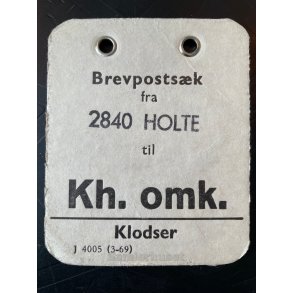 Brevpostsæk
fra
2840 HOLTE
til
Kh. omk.
Klodser
J 4005 (3-69)